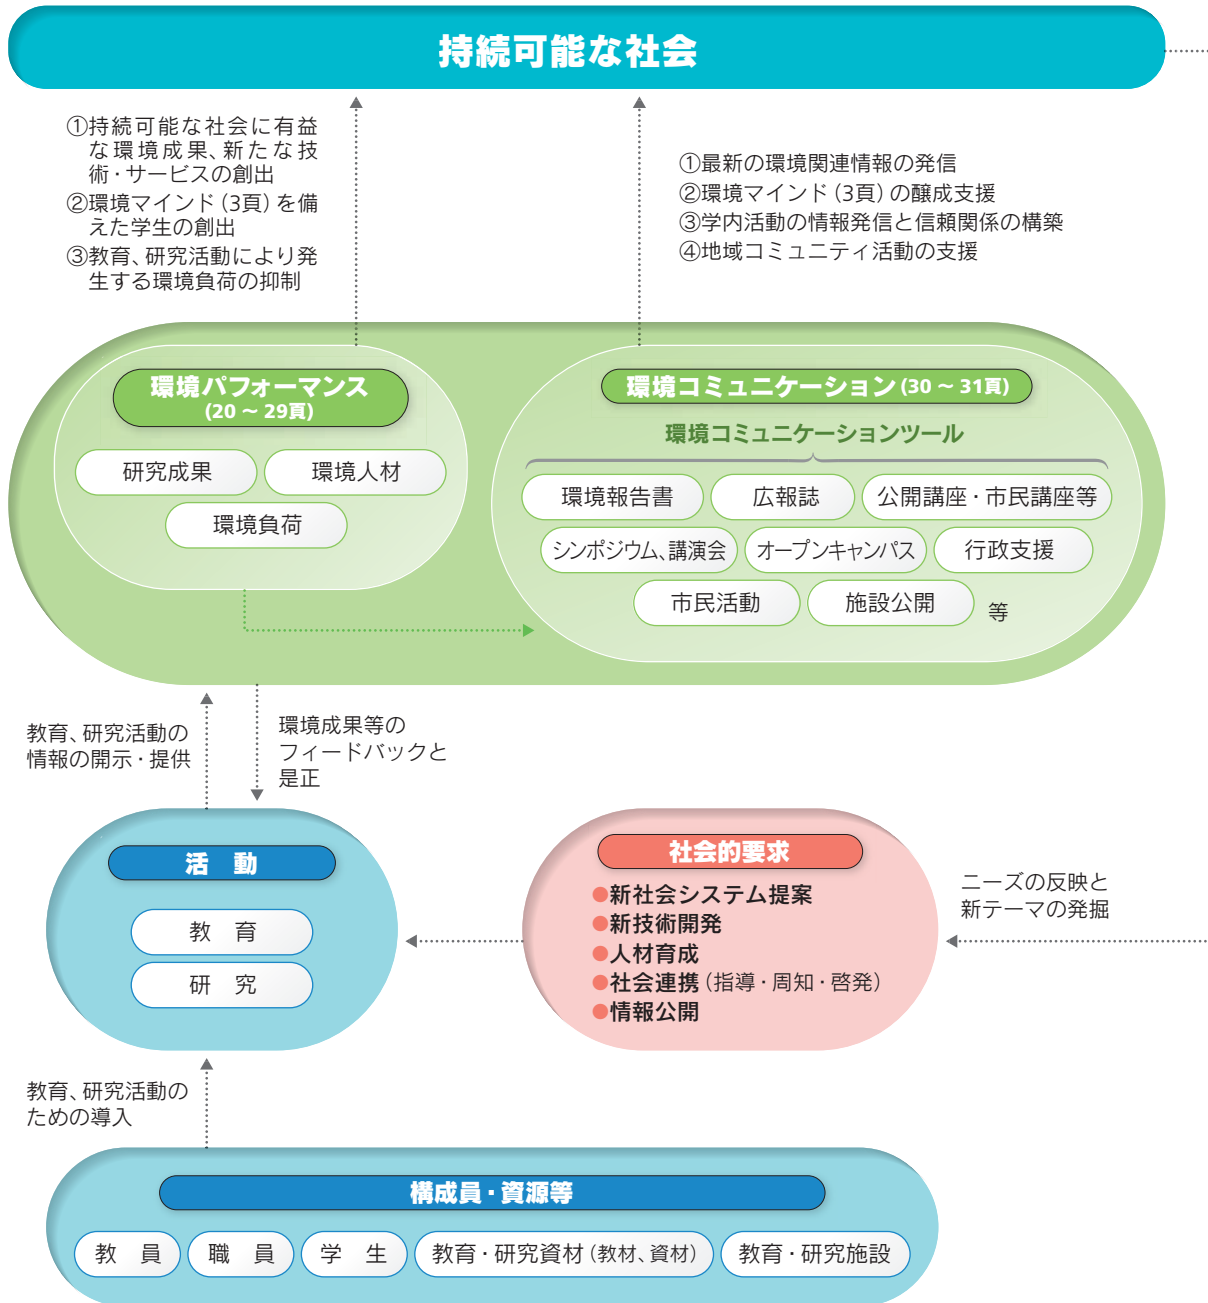 持続可能な社会
①持続可能な社会に有益
な環境成果、新たな技
術・サービスの創出
②環境マインド（3頁）を備
えた学生の創出
③教育、研究活動により発
生する環境負荷の抑制
①最新の環境関連情報の発信
②環境マインド（3頁）の醸成支援
③学内活動の情報発信と信頼関係の構築
④地域コミュニティ活動の支援
環境パフォーマンス
(20 ～ 29頁)
研究成果
環境人材
環境負荷
環境コミュニケーション(30 ～ 31頁)
環境コミュニケーションツール
環境報告書
広報誌
公開講座・市民講座等
シンポジウム、講演会
オープンキャンパス
行政支援
市民活動
施設公開
等
教育、研究活動の
情報の開示・提供
環境成果等の
フィードバックと
是正
活　動
教　育
研　究
社会的要求
●新社会システム提案
●新技術開発
●人材育成
●社会連携（指導・周知・啓発）
●情報公開
ニーズの反映と
新テーマの発掘
教育、研究活動の
ための導入
構成員・資源等
教　員
職　員
学　生
教育・研究資材（教材、資材）
教育・研究施設